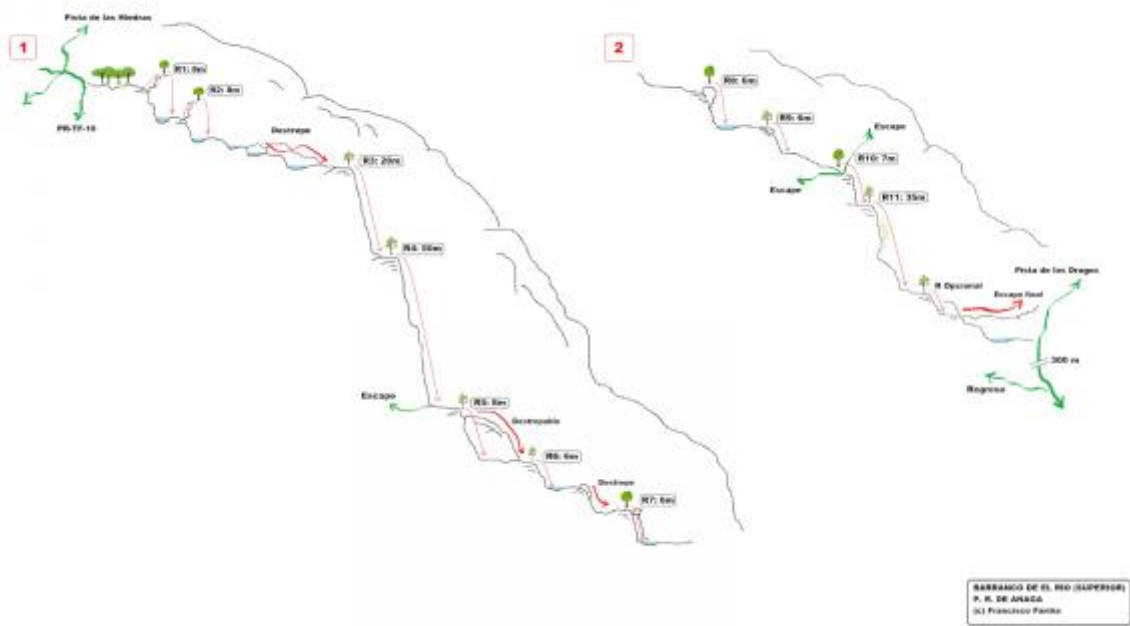 1
Pista de las Hiedras
R1: 8m
R2: 8m
PR-TF-10
Destrepe
R3: 20m
R4: 50m
Escape
R5: 8m
Destrepable
R6: 6m
Destrepe
R7: 6m
2
R8: 6m
R9: 6m
Escape
R10: 7m
Escape
R11: 35m
R Opcional
Pista de los Dragos
Escape final
300 m
Regreso
BARRANCO DE EL RIO (SUPERIOR)
P. R. DE ANAGA
(c) Francisco